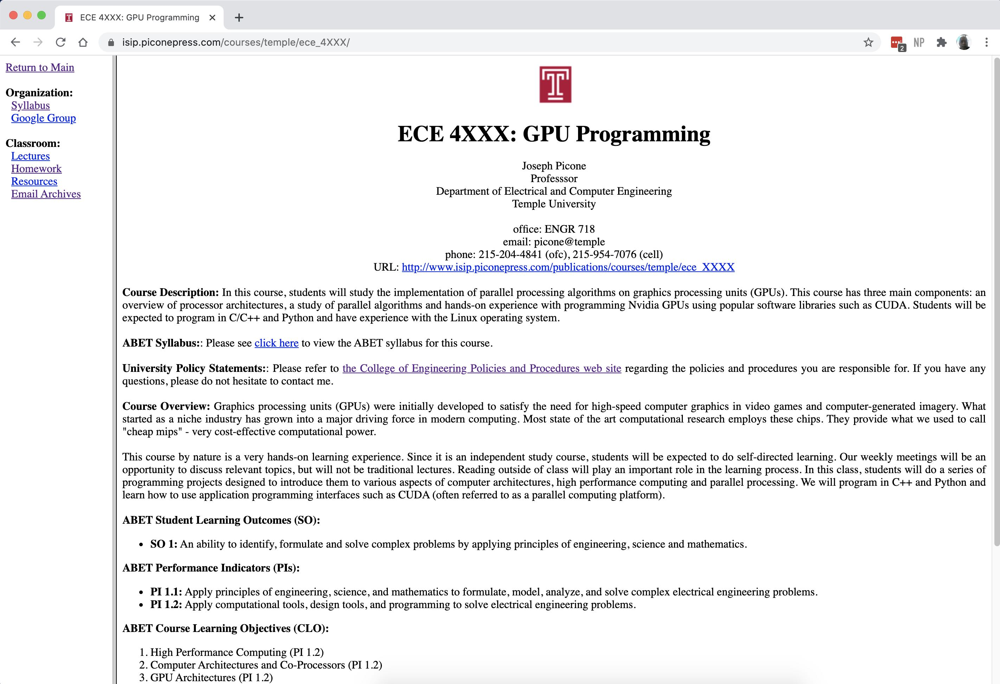 ECE 4XXX: GPU Programming
isip.piconepress.com/courses/temple/ece_4XXX/
2
NP
Return to Main
Organization:
Syllabus
Google Group
Classroom:
Lectures
Homework
Resources
Email Archives
T
ECE 4XXX: GPU Programming
Joseph Picone
Professsor
Department of Electrical and Computer Engineering
Temple University
office: ENGR 718
email: picone@temple
phone: 215-204-4841 (ofc), 215-954-7076 (cell)
URL: http://www.isip.piconepress.com/publications/courses/temple/ece_XXXX
Course Description: In this course, students will study the implementation of parallel processing algorithms on graphics processing units (GPUs). This course has three main components: an
overview of processor architectures, a study of parallel algorithms and hands-on experience with programming Nvidia GPUs using popular software libraries such as CUDA. Students will be
expected to program in C/C++ and Python and have experience with the Linux operating system.
ABET Syllabus:: Please see click here to view the ABET syllabus for this course.
University Policy Statements:: Please refer to the College of Engineering Policies and Procedures web site regarding the policies and procedures you are responsible for. If you have any
questions, please do not hesitate to contact me.
Course Overview: Graphics processing units (GPUs) were initially developed to satisfy the need for high-speed computer graphics in video games and computer-generated imagery. What
started as a niche industry has grown into a major driving force in modern computing. Most state of the art computational research employs these chips. They provide what we used to call
"cheap mips" - very cost-effective computational power.
This course by nature is a very hands-on learning experience. Since it is an independent study course, students will be expected to do self-directed learning. Our weekly meetings will be an
opportunity to discuss relevant topics, but will not be traditional lectures. Reading outside of class will play an important role in the learning process. In this class, students will do a series of
programming projects designed to introduce them to various aspects of computer architectures, high performance computing and parallel processing. We will program in C++ and Python and
learn how to use application programming interfaces such as CUDA (often referred to as a parallel computing platform).
ABET Student Learning Outcomes (SO):
• SO 1: An ability to identify, formulate and solve complex problems by applying principles of engineering, science and mathematics.
ABET Performance Indicators (PIs):
• PI 1.1: Apply principles of engineering, science, and mathematics to formulate, model, analyze, and solve complex electrical engineering problems.
• PI 1.2: Apply computational tools, design tools, and programming to solve electrical engineering problems.
ABET Course Learning Objectives (CLO):
1. High Performance Computing (PI 1.2)
2. Computer Architectures and Co-Processors (PI 1.2)
3. GPU Architectures (PI 1.2)